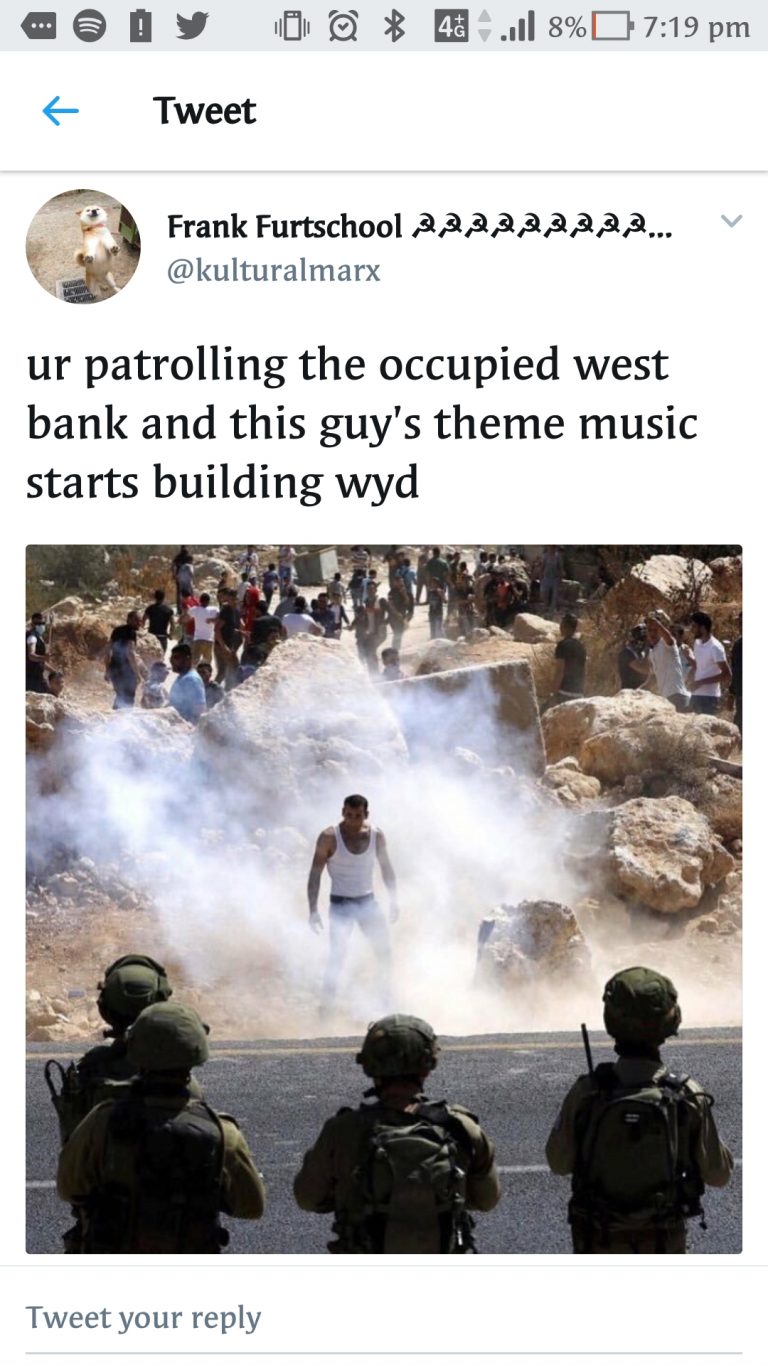 4G 8% 7:19 pm
Tweet
Frank Furtschool ☭☭☭☭☭☭☭☭☭...
@kulturalmarx
ur patrolling the occupied west
bank and this guy's theme music
starts building wyd
Tweet your reply